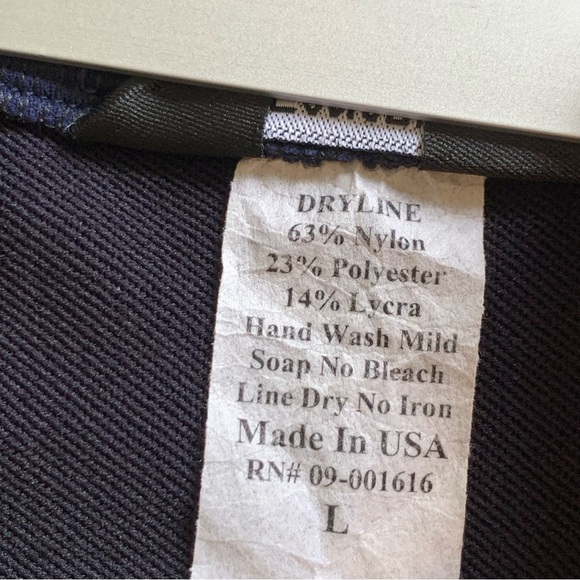 DRYLINE
63% Nylon
23% Polyester
14% Lycra
Hand Wash Mild
Soap No Bleach
Line Dry No Iron
Made In USA
RN# 09-001616
L